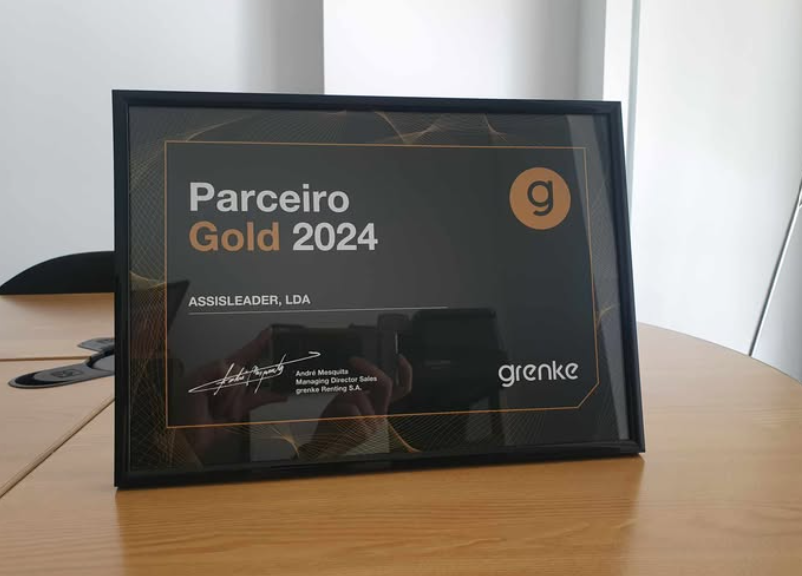 Parceiro
Gold 2024
g
ASSISLEADER, LDA
André Mesquita
Managing Director Sales
grenke Renting S.A.
grenke